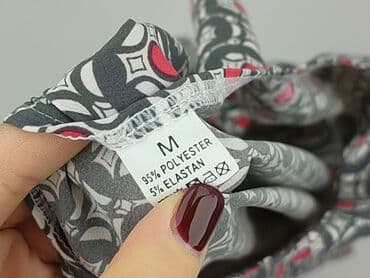 M
95% POLYESTER
5% ELASTAN